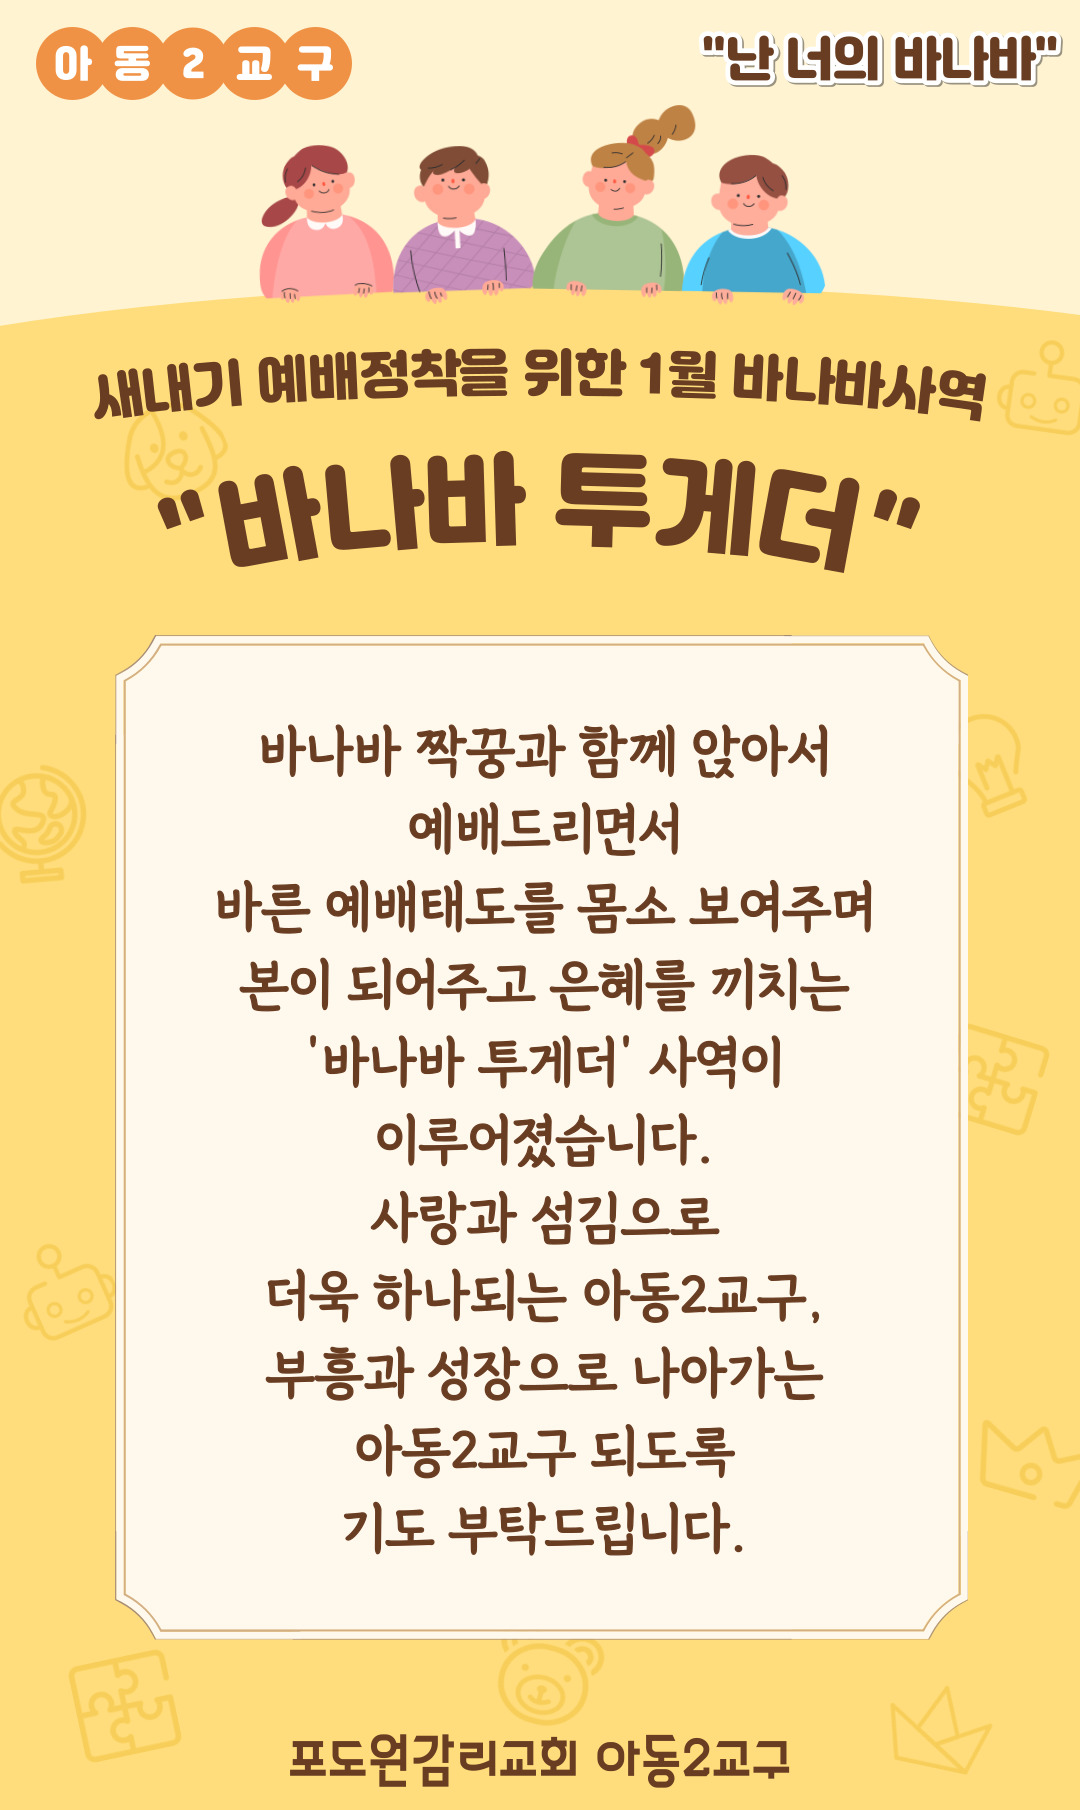 아동2교구
"난 너의 바나바"
새내기 예배정착을 위한 1월 바나바사역
"바나바 투게더"
바나바 짝꿍과 함께 앉아서
예배드리면서
바른 예배태도를 몸소 보여주며
본이 되어주고 은혜를 끼치는
'바나바 투게더' 사역이
이루어졌습니다.
사랑과 섬김으로
더욱 하나되는 아동2교구,
부흥과 성장으로 나아가는
아동2교구 되도록
기도 부탁드립니다.
포도원감리교회 아동2교구